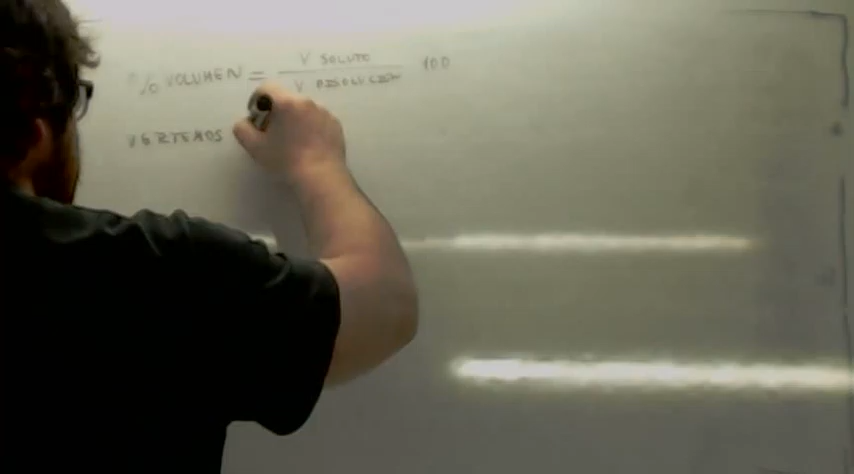 % VOLUMEN = V SOLUTO / V DISOLUCIÓN 100
VERTEMOS